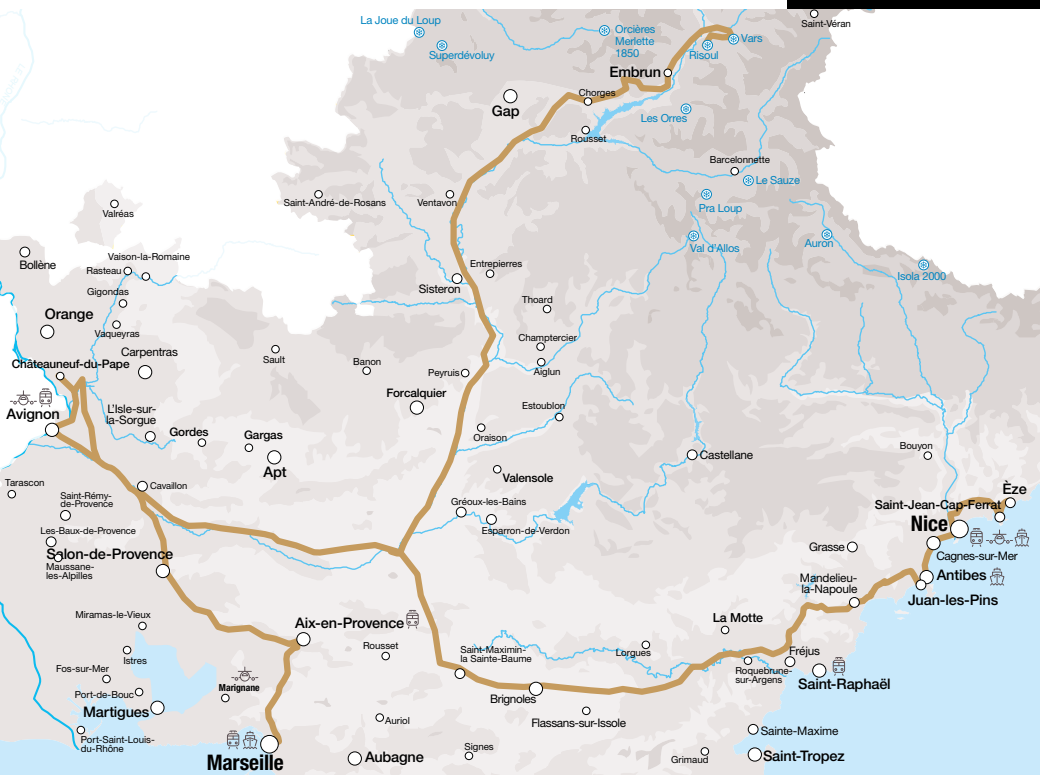 La Joue du Loup
Superdévoluy
Orcières
Merlette
1850
Vars
Risoul
Saint-Véran
Embrun
Chorges
Gap
Les Orres
Rousset
Barcelonnette
Le Sauze
Pra Loup
Saint-André-de-Rosans
Ventavon
Valréas
Val d'Allos
Auron
Isola 2000
Bollène
Vaison-la-Romaine
Rasteau
Gigondas
Entrepierres
Sisteron
Thoard
Orange
Vaqueyras
Carpentras
Champtercier
Sault
Banon
Aiglun
Châteauneuf-du-Pape
Peyruis
Forcalquier
Avignon
L'Isle-sur-
la-Sorgue
Gordes
Gargas
Apt
Estoublon
Oraison
Castellane
Bouyon
Valensole
Tarascon
Cavaillon
Saint-Rémy-
de-Provence
Gréoux-les-Bains
Esparron-de-Verdon
Èze
Saint-Jean-Cap-Ferrat
Nice
Les-Baux-de-Provence
Salon-de-Provence
Maussane-
les-Alpilles
Grasse
Cagnes-sur-Mer
Antibes
Juan-les-Pins
Mandelieu-
la-Napoule
Miramas-le-Vieux
Aix-en-Provence
La Motte
Istres
Rousset
Saint-Maximin-
la Sainte-Baume
Lorgues
Fréjus
Roquebrune-
sur-Argens
Saint-Raphaël
Fos-sur-Mer
Port-de-Bouc
Marignane
Martigues
Brignoles
Auriol
Flassans-sur-Issole
Port-Saint-Louis-
du-Rhône
Sainte-Maxime
Marseille
Aubagne
Signes
Grimaud
Saint-Tropez